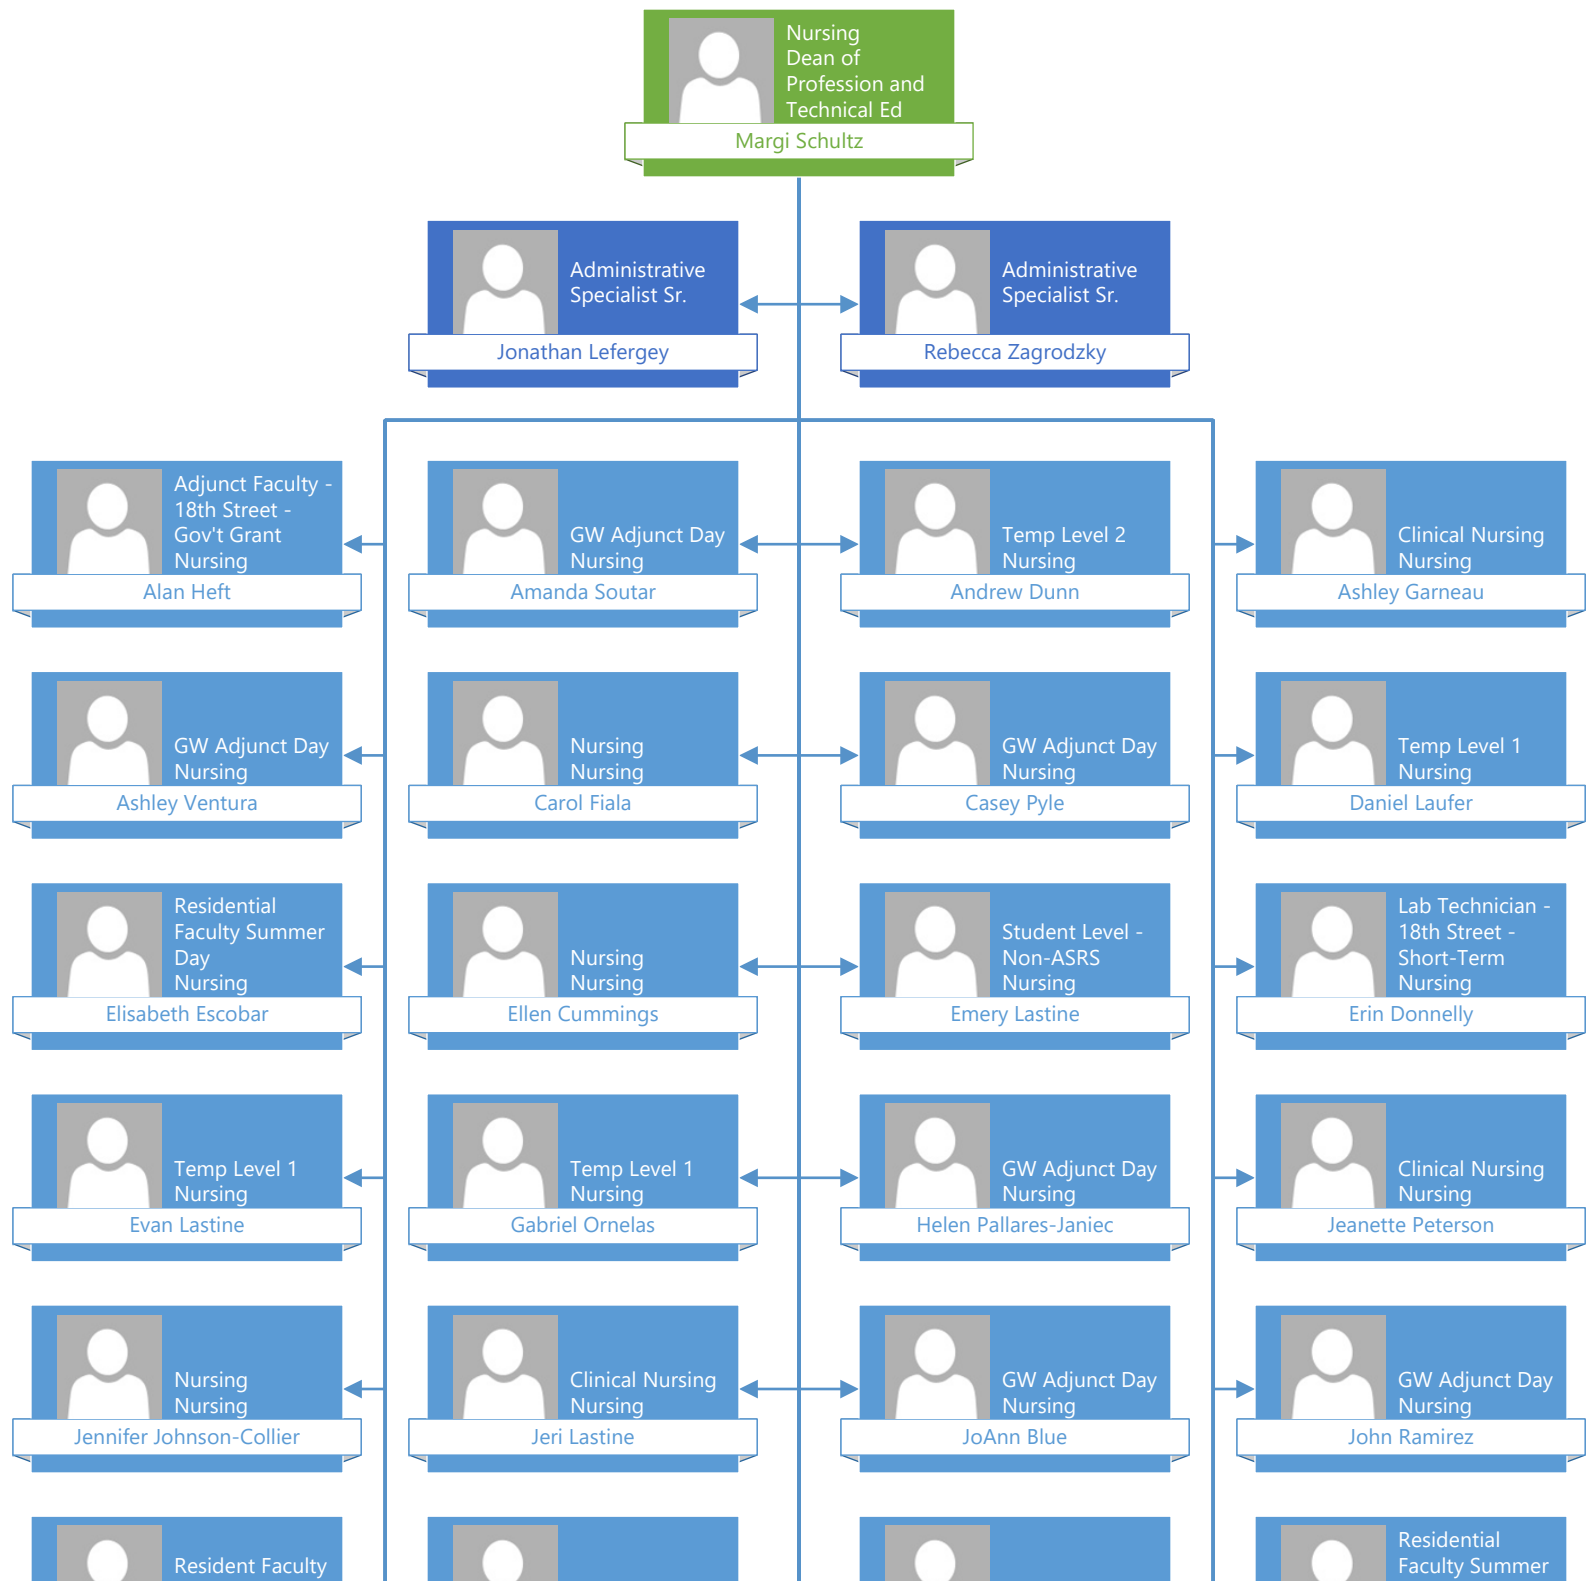 Nursing
Dean of
Profession and
Technical Ed
Margi Schultz
Administrative
Specialist Sr.
Jonathan Lefergey
Administrative
Specialist Sr.
Rebecca Zagrodzky
Adjunct Faculty -
18th Street -
Gov't Grant
Nursing
Alan Heft
GW Adjunct Day
Nursing
Amanda Soutar
Temp Level 2
Nursing
Andrew Dunn
Clinical Nursing
Nursing
Ashley Garneau
GW Adjunct Day
Nursing
Ashley Ventura
Nursing
Nursing
Carol Fiala
GW Adjunct Day
Nursing
Casey Pyle
Temp Level 1
Nursing
Daniel Laufer
Residential
Faculty Summer
Day
Nursing
Elisabeth Escobar
Nursing
Nursing
Ellen Cummings
Student Level -
Non-ASRS
Nursing
Emery Lastine
Lab Technician -
18th Street -
Short-Term
Nursing
Erin Donnelly
Temp Level 1
Nursing
Evan Lastine
Temp Level 1
Nursing
Gabriel Ornelas
GW Adjunct Day
Nursing
Helen Pallares-Janiec
Clinical Nursing
Nursing
Jeanette Peterson
Nursing
Nursing
Jennifer Johnson-Collier
Clinical Nursing
Nursing
Jeri Lastine
GW Adjunct Day
Nursing
JoAnn Blue
GW Adjunct Day
Nursing
John Ramirez
Resident Faculty
Residential
Faculty Summer